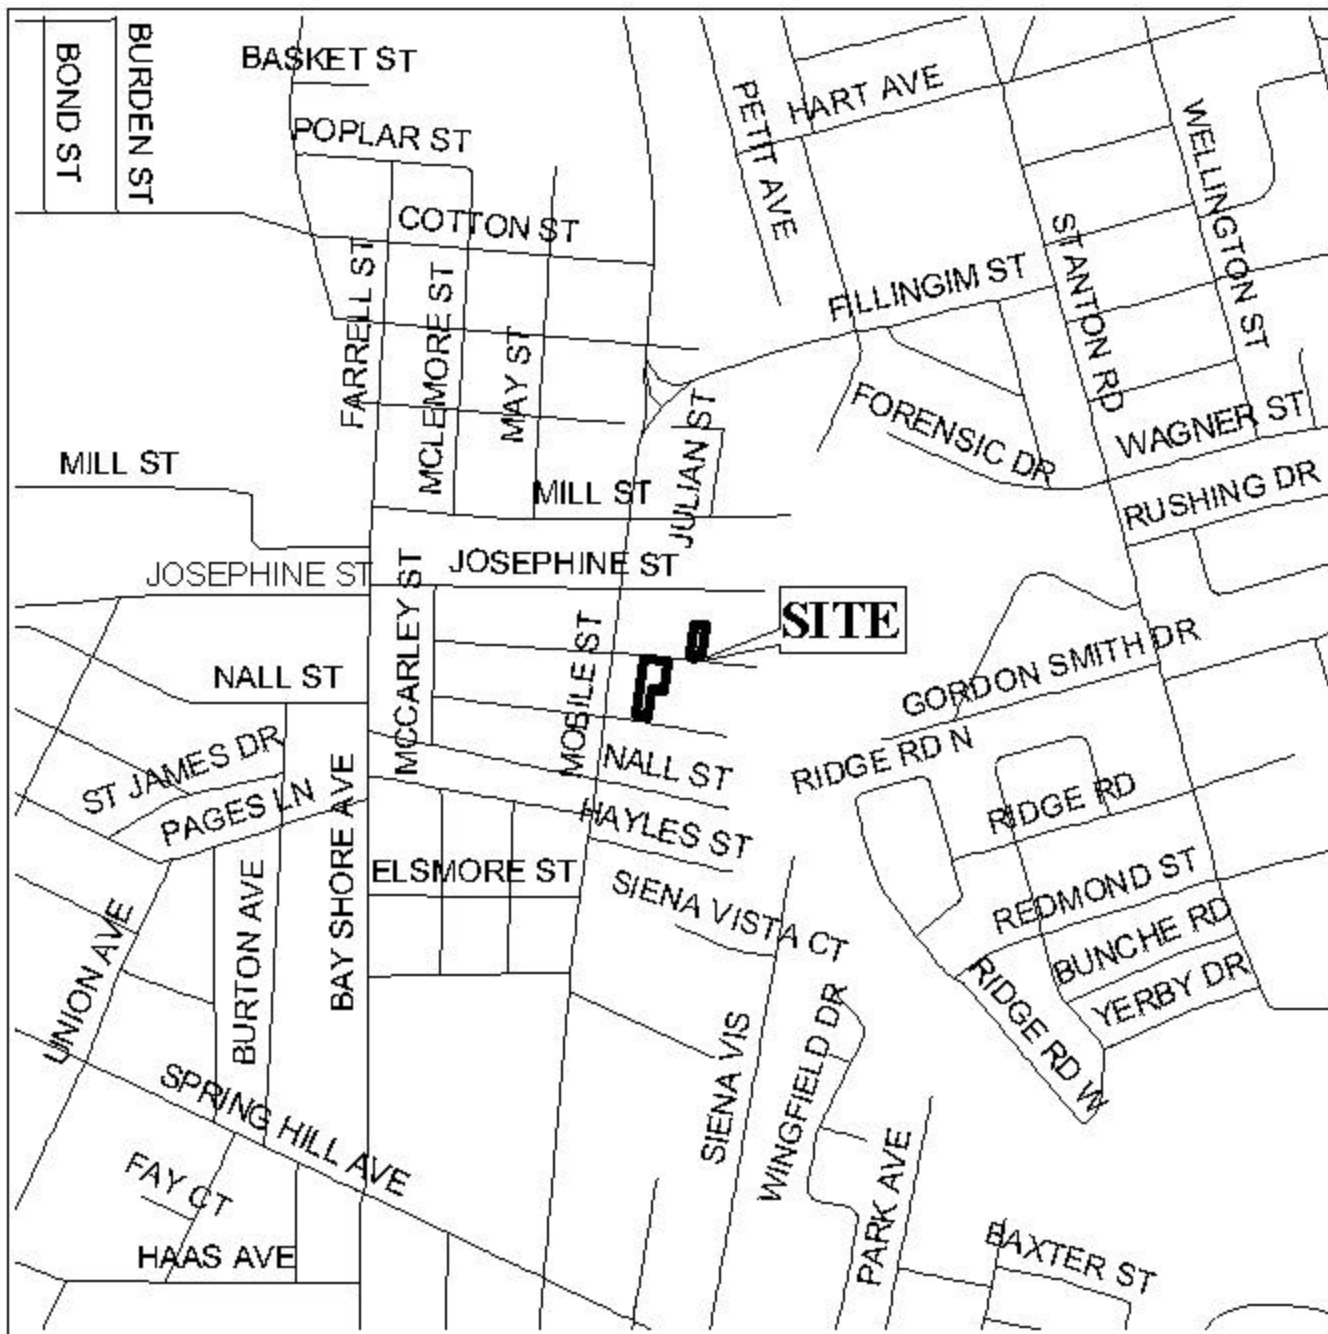 BOND ST
BURDEN ST
BASKET ST
POPLAR ST
PETIT AVE
HART AVE
WELLINGTON ST
COTTON ST
STANTON RD
FARRELL ST
MCLEMORE ST
MAY ST
FILLINGIM ST
FORENSIC DR
WAGNER ST
JULIAN ST
MILL ST
MILL ST
RUSHING DR
JOSEPHINE ST
JOSEPHINE ST
MCCARLEY ST
MOBILE ST
SITE
GORDON SMITH DR
NALL ST
NALL ST
RIDGE RD N
ST JAMES DR
PAGES LN
BAY SHORE AVE
HAYLES ST
RIDGE RD
ELSMORE ST
SIENA VISTA CT
REDMOND ST
BUNCHE RD
YERBY DR
RIDGE RD W
UNION AVE
BURTON AVE
SIENA VIS
WINGFIELD DR
SPRING HILL AVE
PARK AVE
FAY CT
HAAS AVE
BAXTER ST